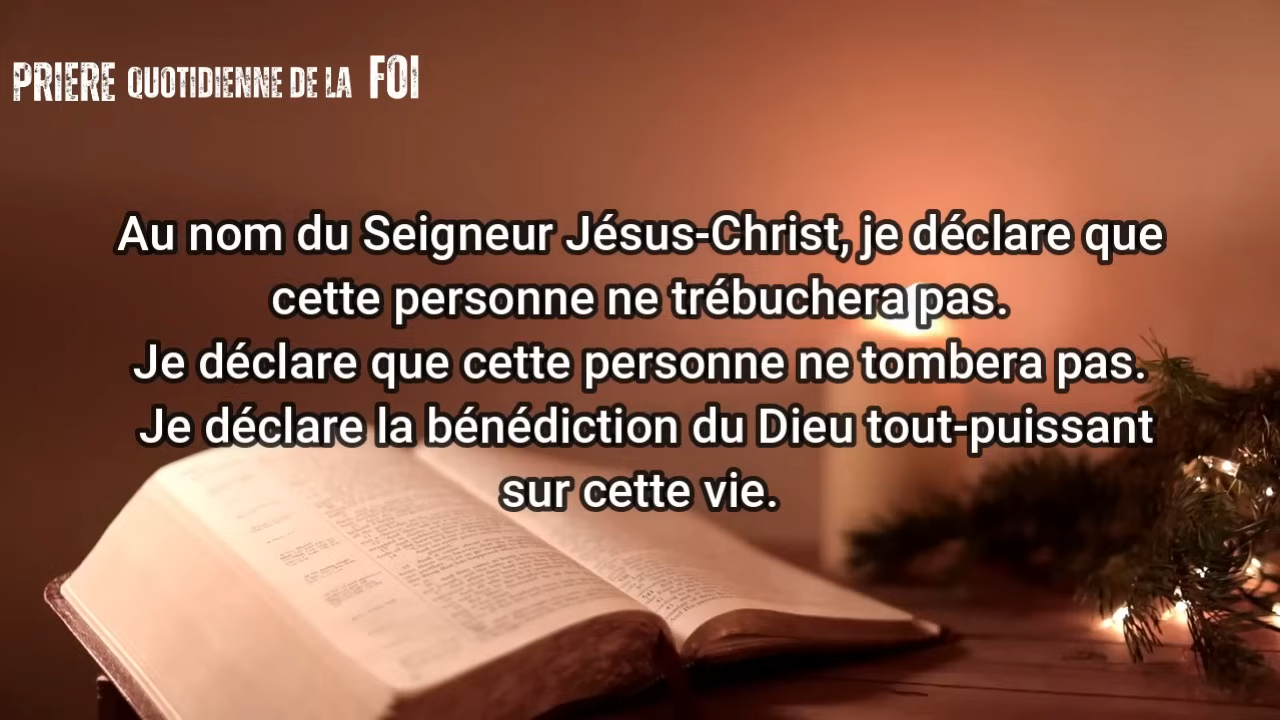 PRIERE QUOTIDIENNE DE LA FOI
Au nom du Seigneur Jésus-Christ, je déclare que
cette personne ne trébuchera pas.
Je déclare que cette personne ne tombera pas.
Je déclare la bénédiction du Dieu tout-puissant
sur cette vie.